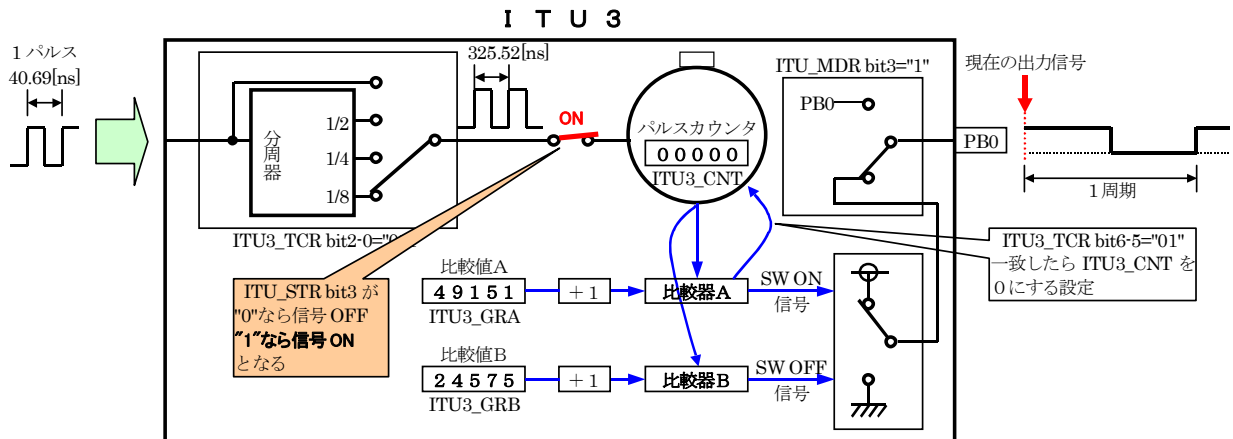 ＩＴＵ３
1 パルス
40.69[ns]
325.52[ns]
分周器
1/2
1/4
1/8
ON
パルスカウンタ
０００００
ITU3_CNT
ITU_MDR bit3="1"
PB0
PB0
現在の出力信号
1 周期
ITU3_TCR bit2-0="0
ITU_STR bit3 が
"0"なら信号 OFF
"1"なら信号 ON
となる
比較値A
４９１５１
ITU3_GRA
＋1
比較器A
SW ON
信号
比較値B
２４５７５
ITU3_GRB
＋1
比較器B
SW OFF
信号
ITU3_TCR bit6-5="01"
一致したら ITU3_CNT を
０にする設定